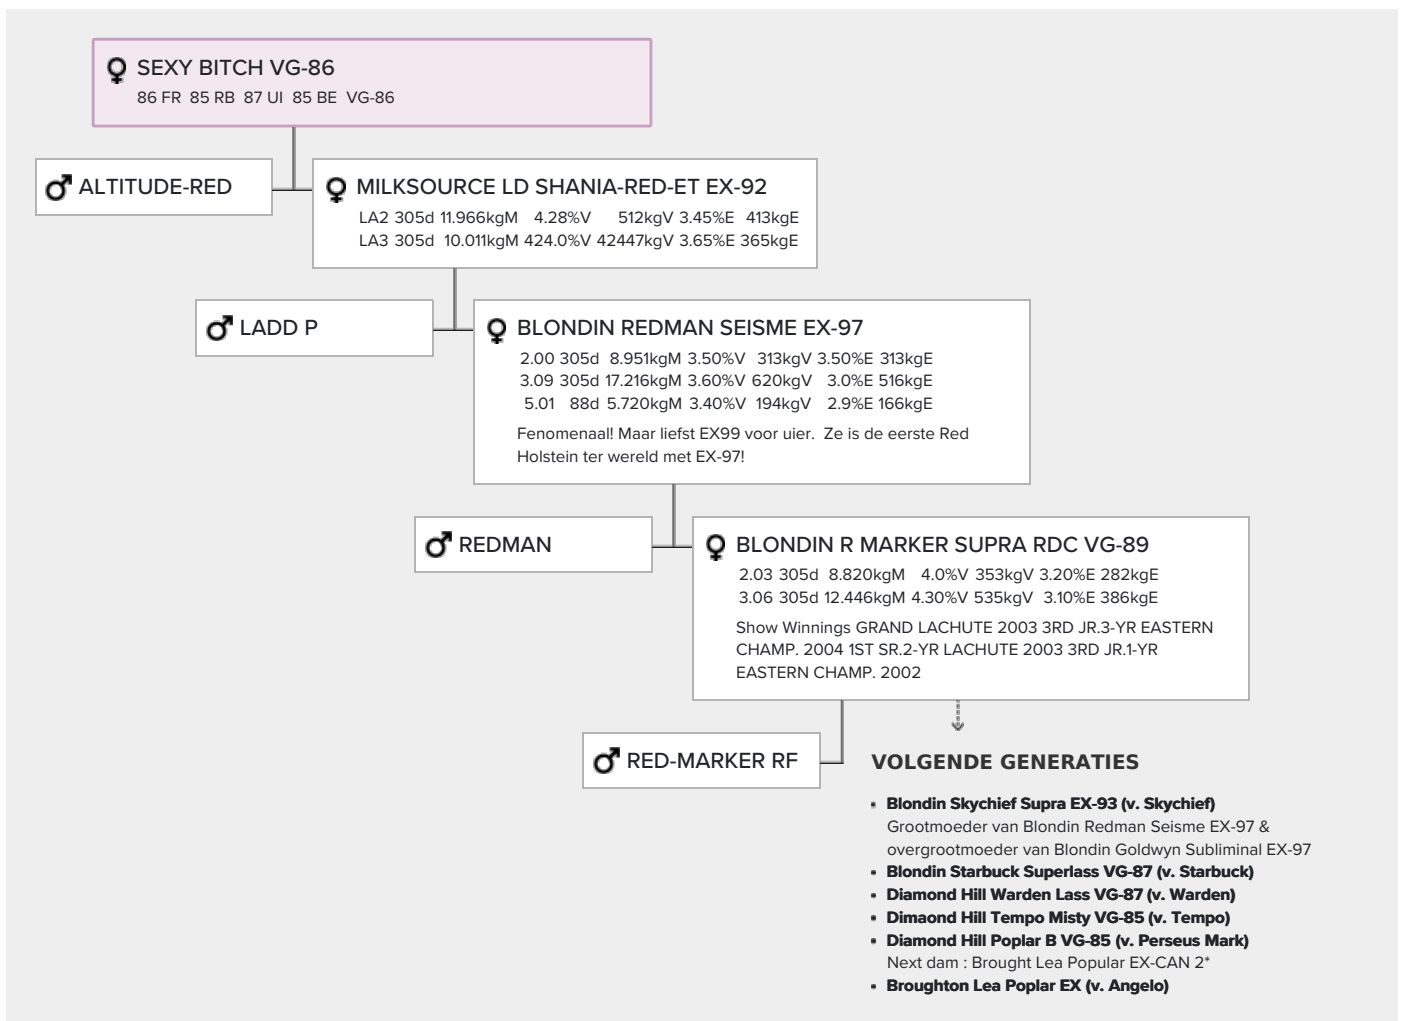 SEXY BITCH VG-86
86 FR 85 RB 87 UI 85 BE VG-86
ALTITUDE-RED
MILKSOURCE LD SHANIA-RED-ET EX-92
LA2 305d 11.966kgM 4.28%V 512kgV 3.45%E 413kgE
LA3 305d 10.011kgM 424.0%V 42447kgV 3.65%E 365kgE
LADD P
BLONDIN REDMAN SEISME EX-97
2.00 305d 8.951kgM 3.50%V 313kgV 3.50%E 313kgE
3.09 305d 17.216kgM 3.60%V 620kgV 3.0%E 516kgE
5.01 88d 5.720kgM 3.40%V 194kgV 2.9%E 166kgE
Fenomenaal! Maar liefst EX99 voor uier. Ze is de eerste Red
Holstein ter wereld met EX-97!
REDMAN
BLONDIN R MARKER SUPRA RDC VG-89
2.03 305d 8.820kgM 4.0%V 353kgV 3.20%E 282kgE
3.06 305d 12.446kgM 4.30%V 535kgV 3.10%E 386kgE
Show Winnings GRAND LACHUTE 2003 3RD JR.3-YR EASTERN
CHAMP. 2004 1ST SR.2-YR LACHUTE 2003 3RD JR.1-YR
EASTERN CHAMP. 2002
RED-MARKER RF
VOLGENDE GENERATIES
Blondin Skychief Supra EX-93 (v. Skychief)
Grootmoeder van Blondin Redman Seisme EX-97 &
overgrootmoeder van Blondin Goldwyn Subliminal EX-97
Blondin Starbuck Superlass VG-87 (v. Starbuck)
Diamond Hill Warden Lass VG-87 (v. Warden)
Dimaond Hill Tempo Misty VG-85 (v. Tempo)
Diamond Hill Poplar B VG-85 (v. Perseus Mark)
Next dam : Brought Lea Popular EX-CAN 2*
Broughton Lea Poplar EX (v. Angelo)